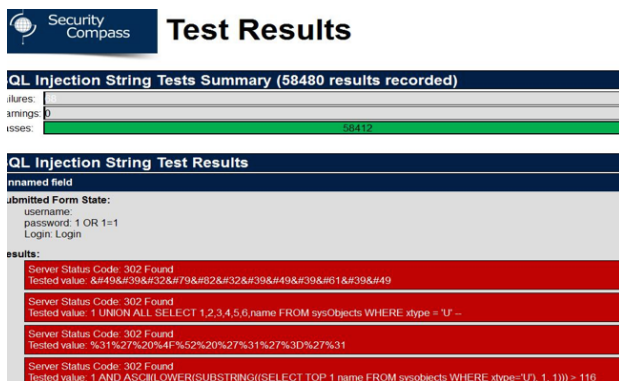 Security
Compass
Test Results
QL Injection String Tests Summary (58480 results recorded)
ilures:
arnings: 0
asses: 58412
QL Injection String Test Results
nnamed field
ubmitted Form State:
username:
password: 1 OR 1=1
Login: Login
esults:
Server Status Code: 302 Found
Tested value: &#49&#39&#32&#79&#82&#32&#39&#49&#39&#61&#39&#49
Server Status Code: 302 Found
Tested value: 1 UNION ALL SELECT 1,2,3,4,5,6,name FROM sysObjects WHERE xtype = 'U' --
Server Status Code: 302 Found
Tested value: %31%27%20%4F%52%20%27%31%27%3D%27%31
Server Status Code: 302 Found
Tested value: 1 AND ASCII(LOWER(SUBSTRING((SELECT TOP 1 name FROM sysobjects WHERE xtype='U'), 1, 1))) > 116